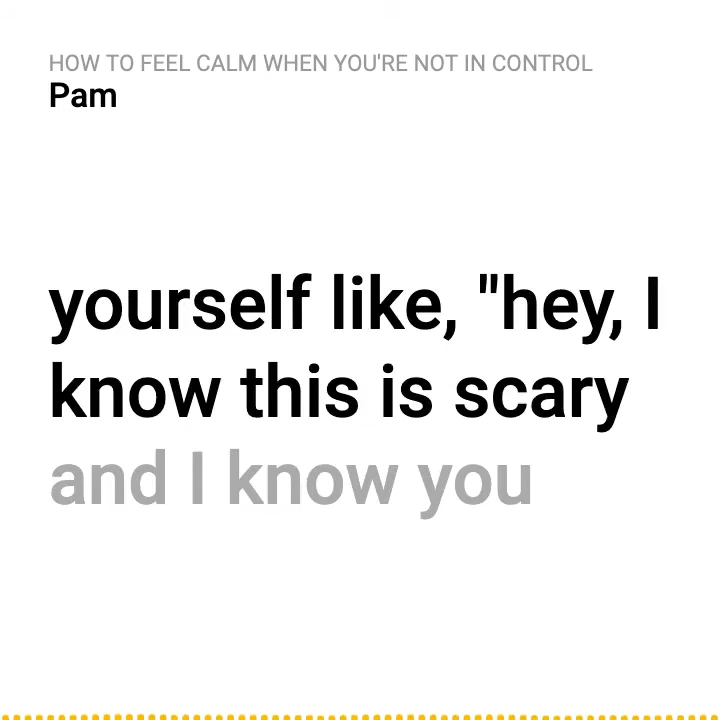 HOW TO FEEL CALM WHEN YOU'RE NOT IN CONTROL
Pam
yourself like, "hey, I
know this is scary
and I know you